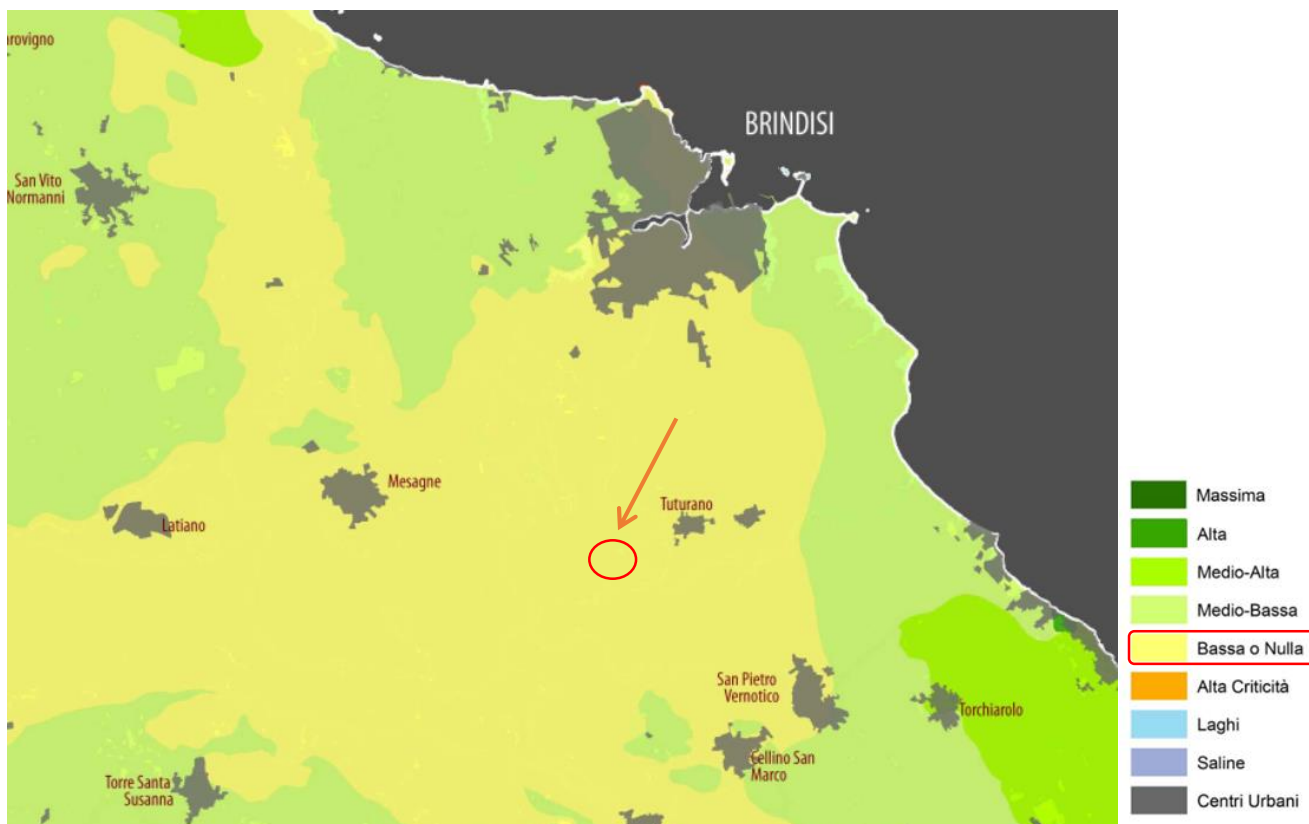 arovigno
BRINDISI
San Vito
Normanni
Mesagne
Latiano
Tuturano
San Pietro
Vernotico
Torchiarolo
Cellino San
Marco
Torre Santa
Susanna
Massima
Alta
Medio-Alta
Medio-Bassa
Bassa o Nulla
Alta Criticità
Laghi
Saline
Centri Urbani